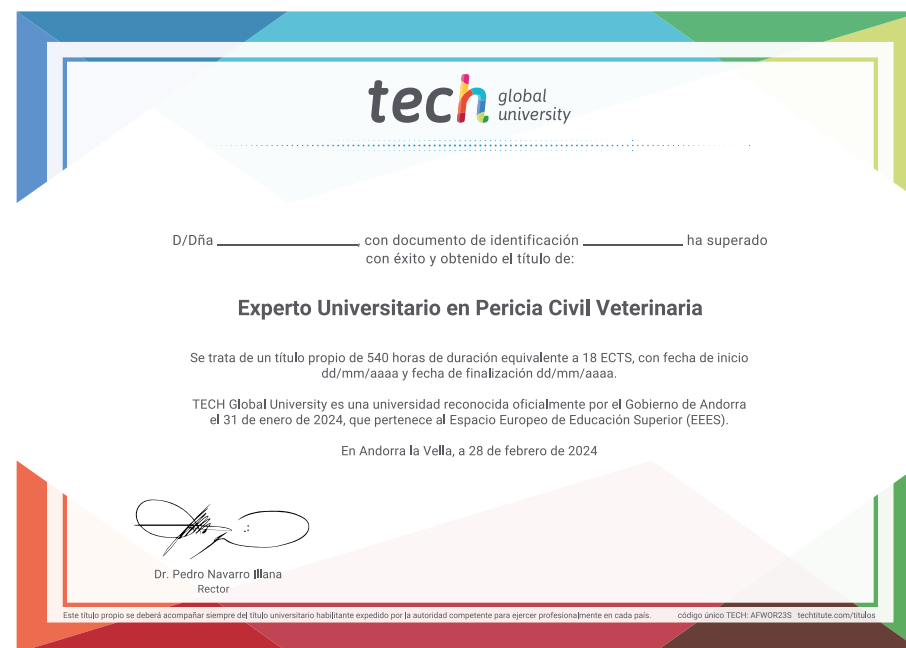 tech global university
D/Dña ____________________, con documento de identificación ______________ ha superado
con éxito y obtenido el título de:
Experto Universitario en Pericia Civil Veterinaria
Se trata de un título propio de 540 horas de duración equivalente a 18 ECTS, con fecha de inicio
dd/mm/aaaa y fecha de finalización dd/mm/aaaa.
TECH Global University es una universidad reconocida oficialmente por el Gobierno de Andorra
el 31 de enero de 2024, que pertenece al Espacio Europeo de Educación Superior (EEES).
En Andorra la Vella, a 28 de febrero de 2024
Dr. Pedro Navarro Illana
Rector
Este título propio se deberá acompañar siempre del título universitario habilitante expedido por la autoridad competente para ejercer profesionalmente en cada país. código único TECH: AFWOR23S techtitute.com/titulos